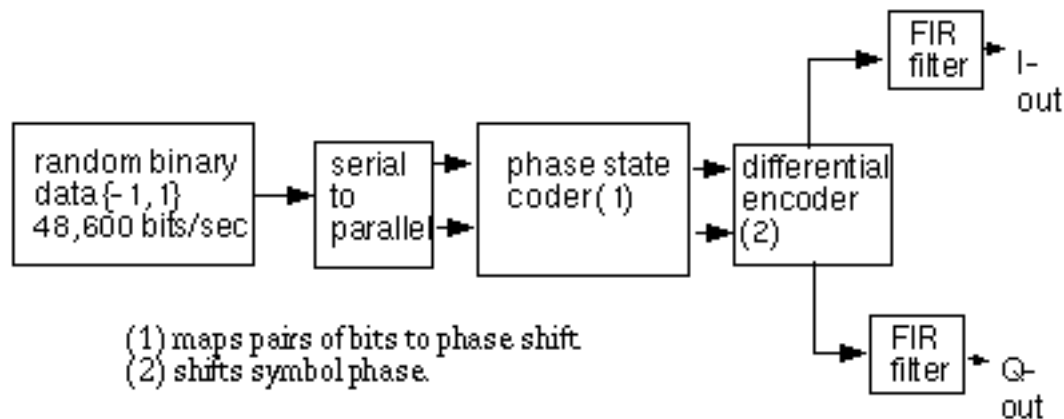 random binary
data {-1, 1}
48,600 bits/sec
serial
to
parallel
phase state
coder (1)
differential
encoder
(2)
FIR
filter
I-
out
FIR
filter
Q-
out
(1) maps pairs of bits to phase shift
(2) shifts symbol phase.